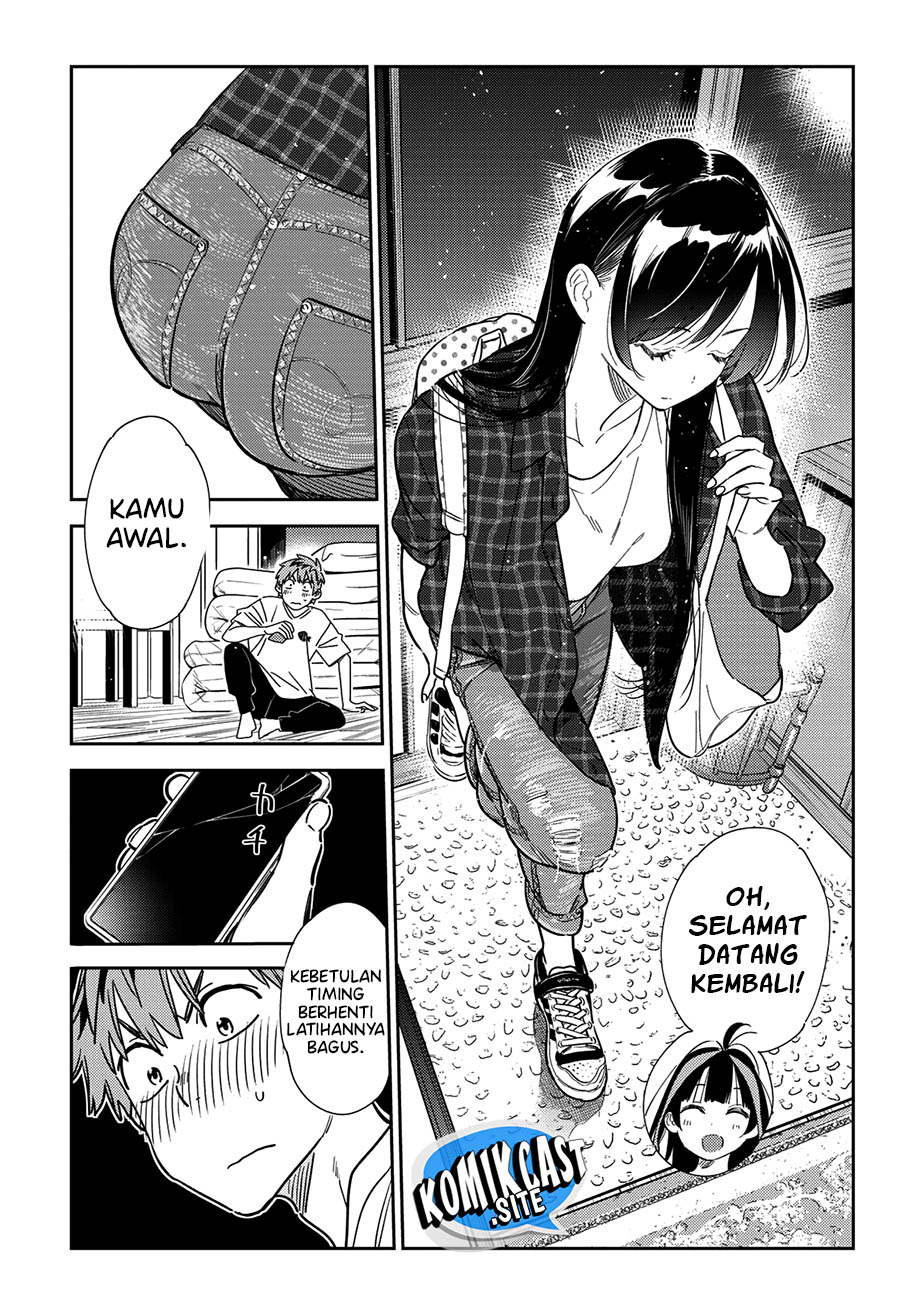 OH,
SELAMAT
DATANG
KEMBALI!
KAMU
AWAL.
カチ
KEBETULAN
TIMING
BERHENTI
LATIHANNYA
BAGUS.
KOMIKCAST
.SITE